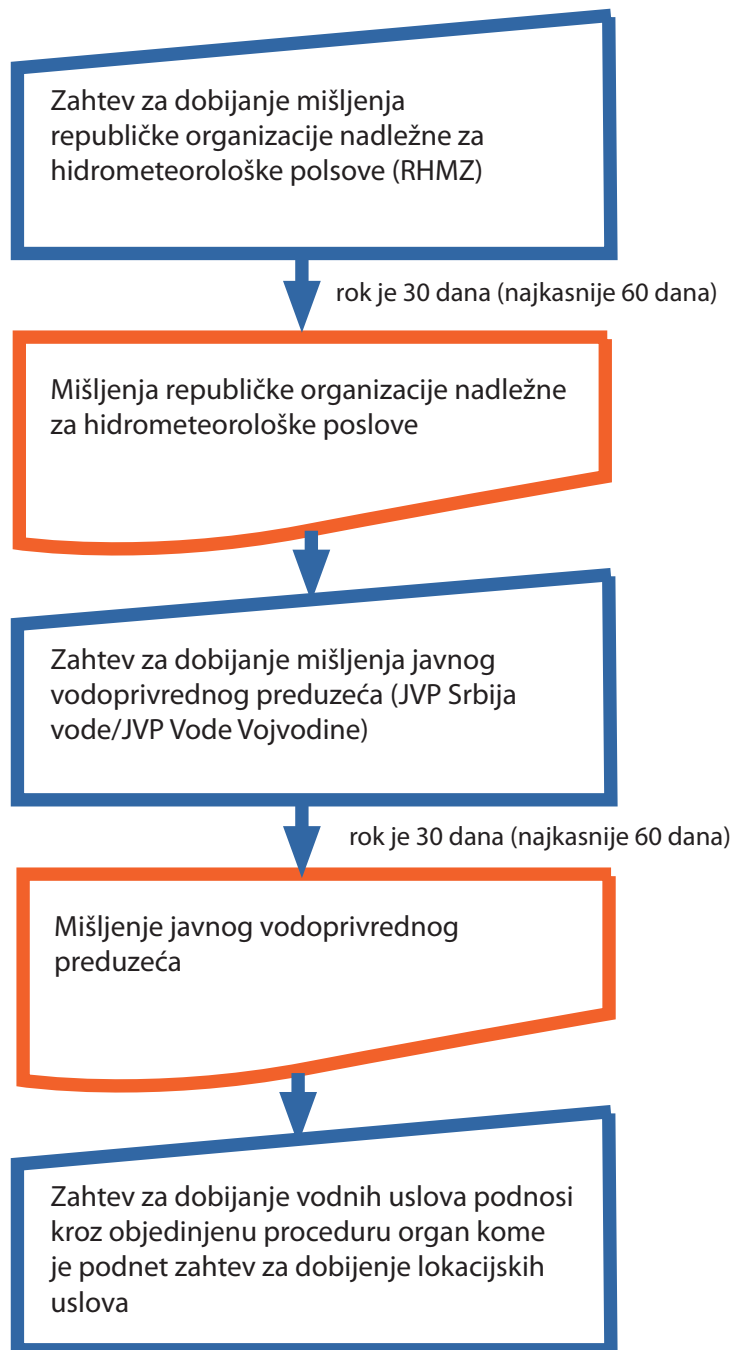 Zahtev za dobijanje mišljenja
republičke organizacije nadležne za
hidrometeorološke polsove (RHMZ)
rok je 30 dana (najkasnije 60 dana)
Mišljenja republičke organizacije nadležne
za hidrometeorološke poslove
Zahtev za dobijanje mišljenja javnog
vodoprivrednog preduzeća (JVP Srbija
vode/JVP Vode Vojvodine)
rok je 30 dana (najkasnije 60 dana)
Mišljenje javnog vodoprivrednog
preduzeća
Zahtev za dobijanje vodnih uslova podnosi
kroz objedinjenu proceduru organ kome
je podnet zahtev za dobijenje lokacijskih
uslova